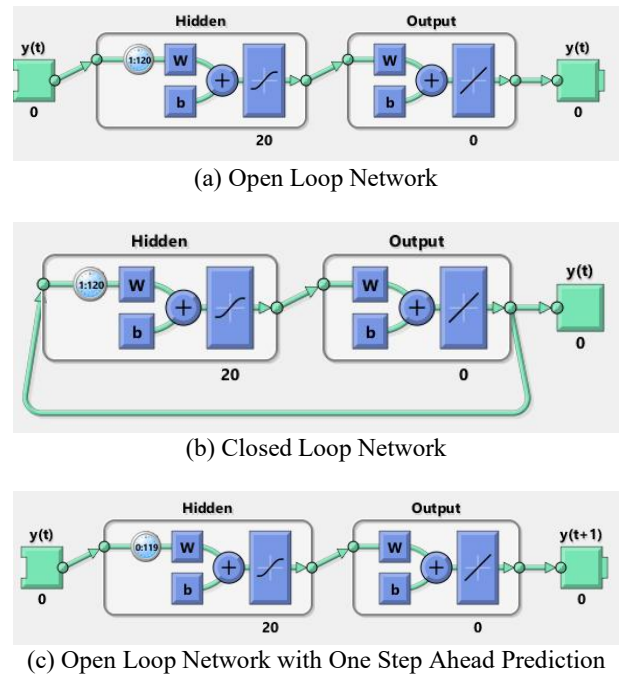 Hidden Output
y(t) y(t)
1:120 W W
+ +
b b
0 0
20 0
(a) Open Loop Network
Hidden Output
y(t)
1:120 W W
+ +
b b
0
20 0
(b) Closed Loop Network
Hidden Output
y(t) y(t+1)
0:119 W W
+ +
b b
0 0
20 0
(c) Open Loop Network with One Step Ahead Prediction